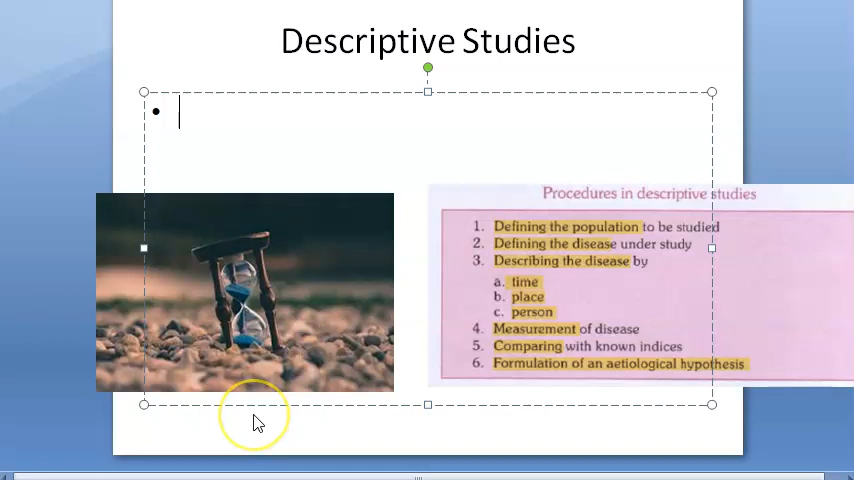 Descriptive Studies
•
Procedures in descriptive studies
1. Defining the population to be studied
2. Defining the disease under study
3. Describing the disease by
a. time
b. place
c. person
4. Measurement of disease
5. Comparing with known indices
6. Formulation of an aetiological hypothesis